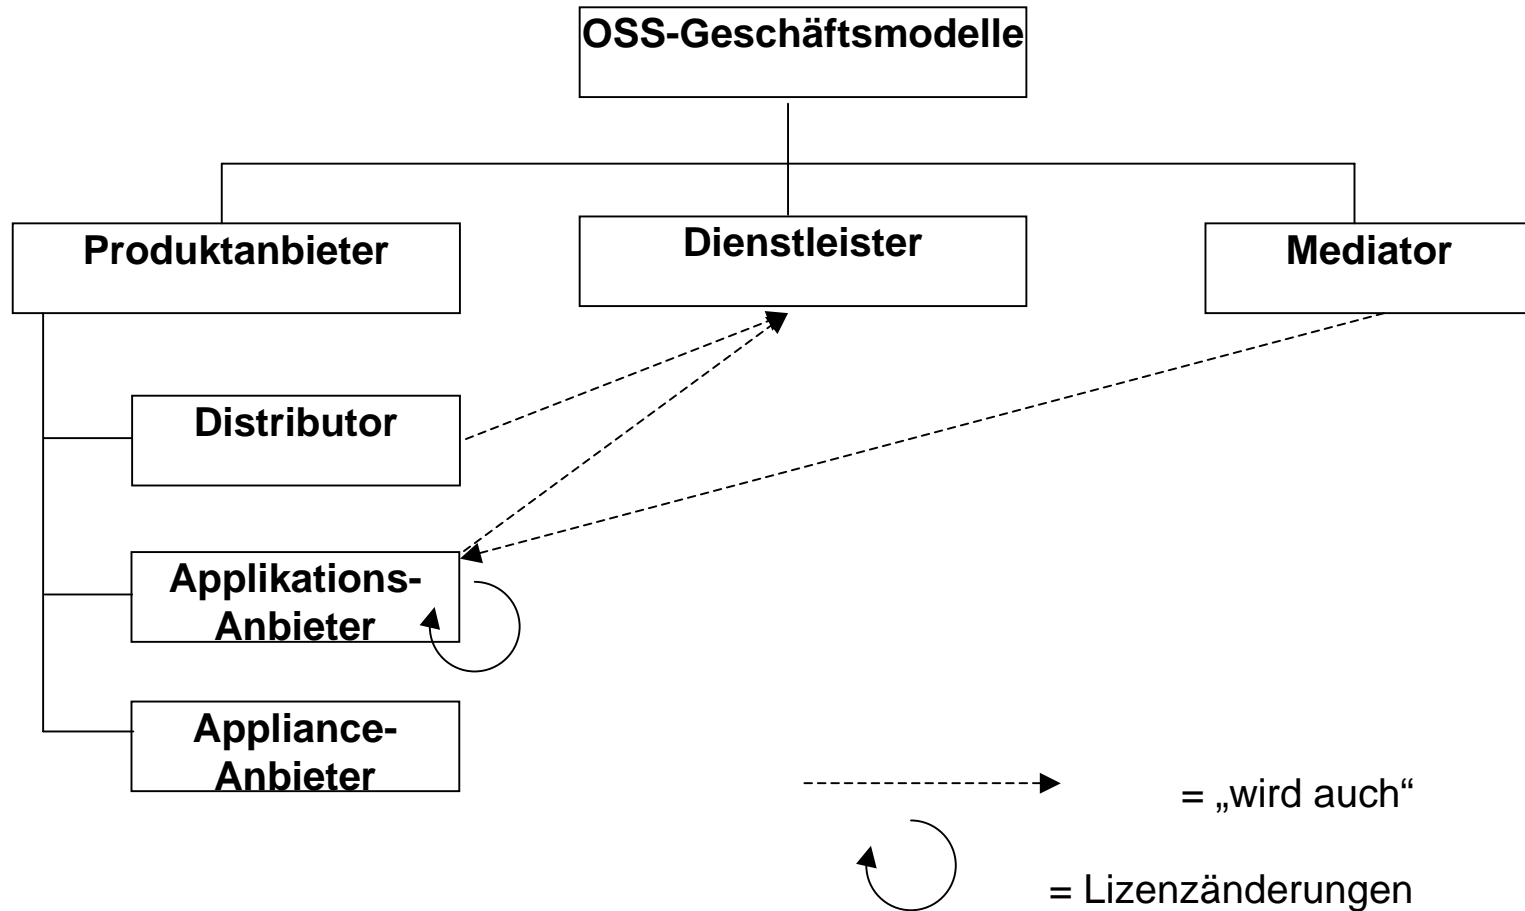 OSS-Geschäftsmodelle
Produktanbieter
Dienstleister
Mediator
Distributor
Applikations-
Anbieter
Appliance-
Anbieter
= „wird auch“
= Lizenzänderungen